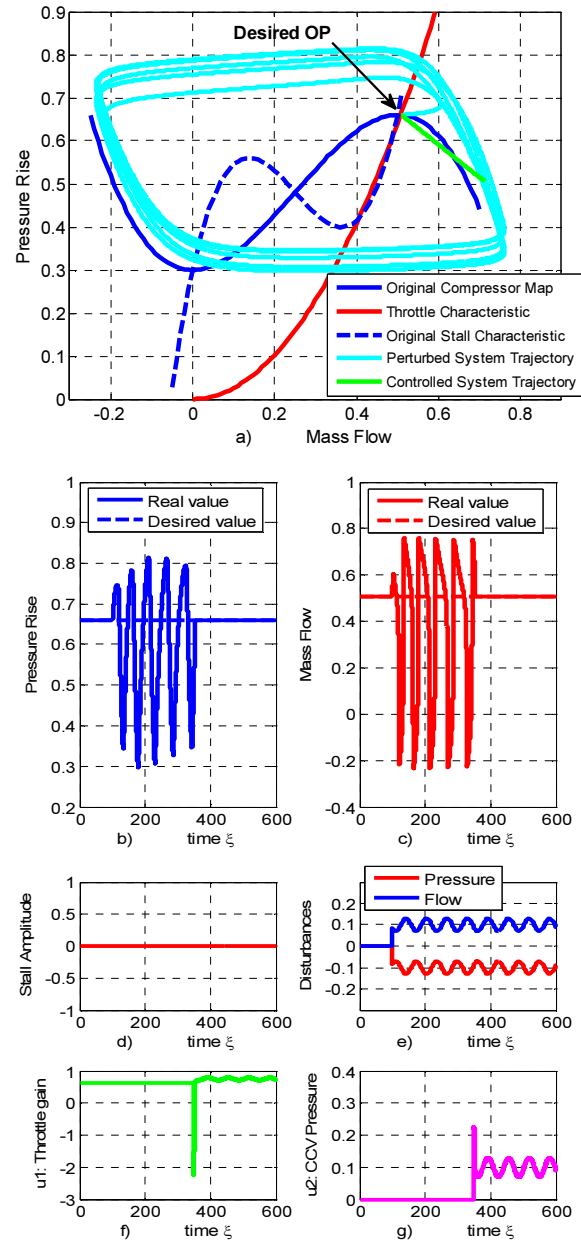 0.9
0.8
0.7
0.6
0.5
0.4
0.3
0.2
0.1
0
Pressure Rise
Desired OP
Original Compressor Map
Throttle Characteristic
Original Stall Characteristic
Perturbed System Trajectory
Controlled System Trajectory
-0.2 0 0.2 0.4 0.6 0.8
a) Mass Flow
1
0.9
0.8
0.7
0.6
0.5
0.4
0.3
0.2
Pressure Rise
Real value
Desired value
0 200 400 600
b) time ξ
1
0.8
0.6
0.4
0.2
0
-0.2
-0.4
Mass Flow
Real value
Desired value
0 200 400 600
c) time ξ
1
0.5
0
-0.5
-1
Stall Amplitude
0 200 400 600
d) time ξ
0.2
0.1
0
-0.1
-0.2
Disturbances
Pressure
Flow
0 200 400 600
e) time ξ
1
0
-1
-2
-3
u1: Throttle gain
0 200 400 600
f) time ξ
0.4
0.3
0.2
0.1
0
u2: CCV Pressure
0 200 400 600
g) time ξ